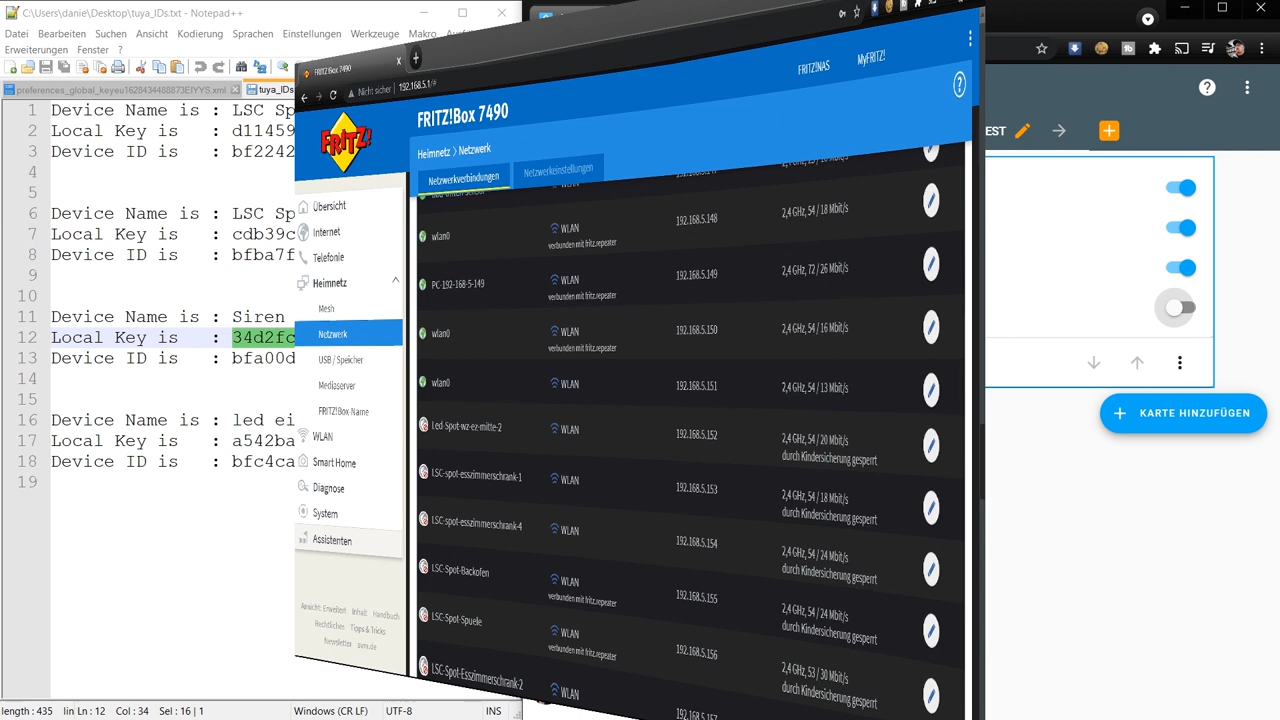 C:\Users\danie\Desktop\tuya_IDs.txt - Notepad++
Datei Bearbeiten Suchen Ansicht Kodierung Sprachen Einstellungen Werkzeuge Makro
Erweiterungen Fenster ?
preferences_global_keyeu1628434488873EIYYS.xml
tuya_IDs
1 Device Name is : LSC Sp
2 Local Key is : d11459
3 Device ID is : bf2242
4
5
6 Device Name is : LSC Sp
7 Local Key is : cdb39c
8 Device ID is : bfba7f
9
10
11 Device Name is : Siren
12 Local Key is : 34d2fc
13 Device ID is : bfa00d
14
15
16 Device Name is : led ei
17 Local Key is : a542ba
18 Device ID is : bfc4ca
19
length : 435 lin Ln : 12 Col : 34 Sel : 16 | 1 Windows (CR LF) UTF-8 INS
FRITZ!Box 7490
Nicht sicher | 192.168.5.1/#
FRITZ!
FRITZ!Box 7490
FRITZ!NAS MyFRITZ!
Heimnetz > Netzwerk
Netzwerkverbindungen Netzwerkeinstellungen
Übersicht
Internet
Telefonie
Heimnetz
Mesh
Netzwerk
USB / Speicher
Mediaserver
FRITZ!Box-Name
WLAN
Smart Home
Diagnose
System
Assistenten
Ansicht: Erweitert Inhalt Handbuch
Rechtliches Tipps & Tricks
Newsletter avm.de
wlan0 WLAN 192.168.5.148 2,4 GHz, 54 / 18 Mbit/s
verbunden mit fritz.repeater
PC-192-168-5-149 WLAN 192.168.5.149 2,4 GHz, 72 / 26 Mbit/s
verbunden mit fritz.repeater
wlan0 WLAN 192.168.5.150 2,4 GHz, 54 / 16 Mbit/s
verbunden mit fritz.repeater
wlan0 WLAN 192.168.5.151 2,4 GHz, 54 / 13 Mbit/s
Led-Spot-wz-ez-mitte-2 WLAN 192.168.5.152 2,4 GHz, 54 / 20 Mbit/s
durch Kindersicherung gesperrt
LSC-spot-esszimmerschrank-1 WLAN 192.168.5.153 2,4 GHz, 54 / 18 Mbit/s
durch Kindersicherung gesperrt
LSC-spot-esszimmerschrank-4 WLAN 192.168.5.154 2,4 GHz, 54 / 24 Mbit/s
durch Kindersicherung gesperrt
LSC-Spot-Backofen WLAN 192.168.5.155 2,4 GHz, 54 / 24 Mbit/s
verbunden mit fritz.repeater durch Kindersicherung gesperrt
LSC-Spot-Spuele WLAN 192.168.5.156 2,4 GHz, 53 / 30 Mbit/s
verbunden mit fritz.repeater durch Kindersicherung gesperrt
LSC-Spot-Esszimmerschrank-2 WLAN 192.168.5.157
EST
KARTE HINZUFÜGEN